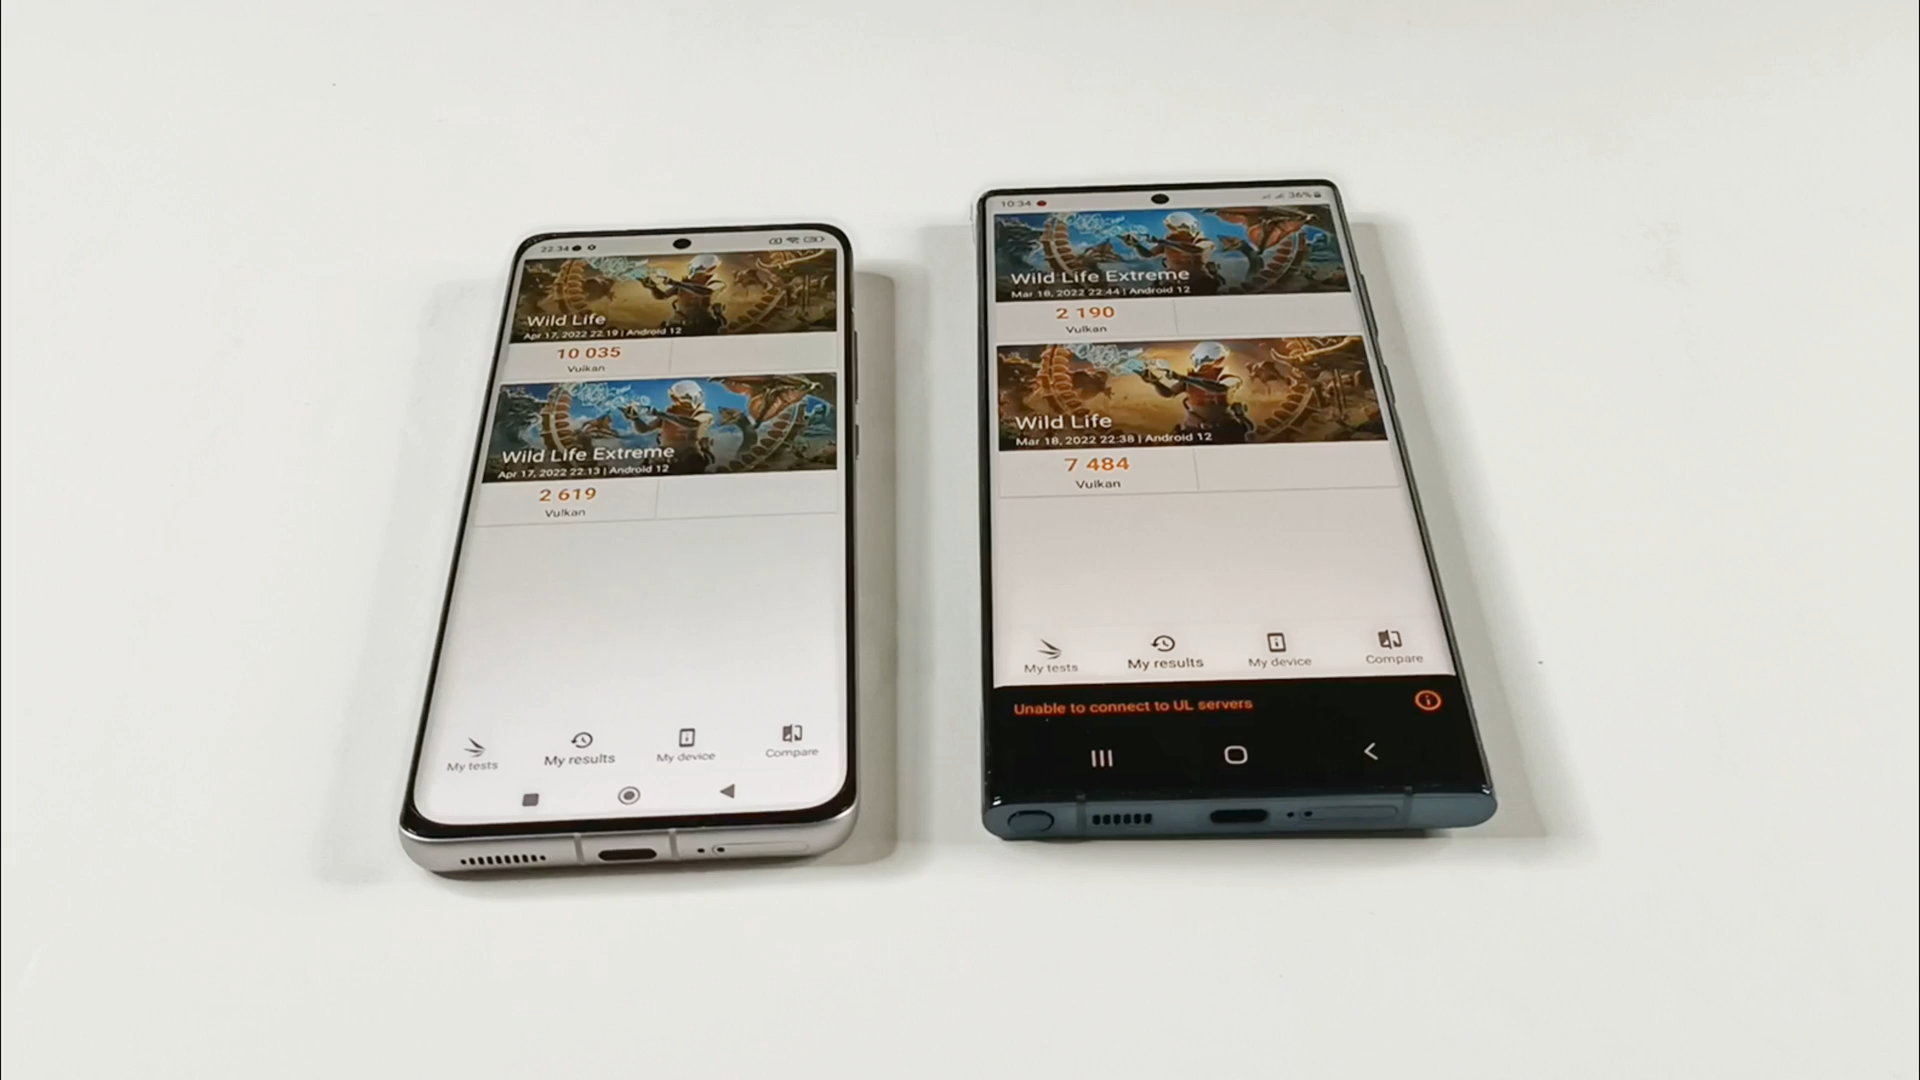 22:34
Wild Life
Apr 17, 2022 22:19 | Android 12
10 035
Vulkan
Wild Life Extreme
Apr 17, 2022 22:13 | Android 12
2 619
Vulkan
My tests
My results
My device
Compare
10:34
36%
Wild Life Extreme
Mar 18, 2022 22:44 | Android 12
2 190
Vulkan
Wild Life
Mar 18, 2022 22:38 | Android 12
7 484
Vulkan
My tests
My results
My device
Compare
Unable to connect to UL servers